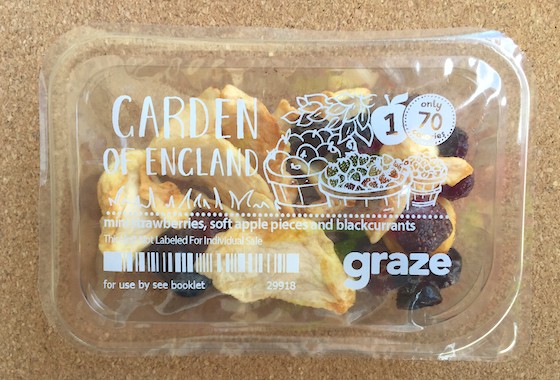 GARDEN
OF ENGLAND
1
only
70
mini strawberries, soft apple pieces and blackcurrants
Labeled For Individual Sale
graze
for use by see booklet
29918